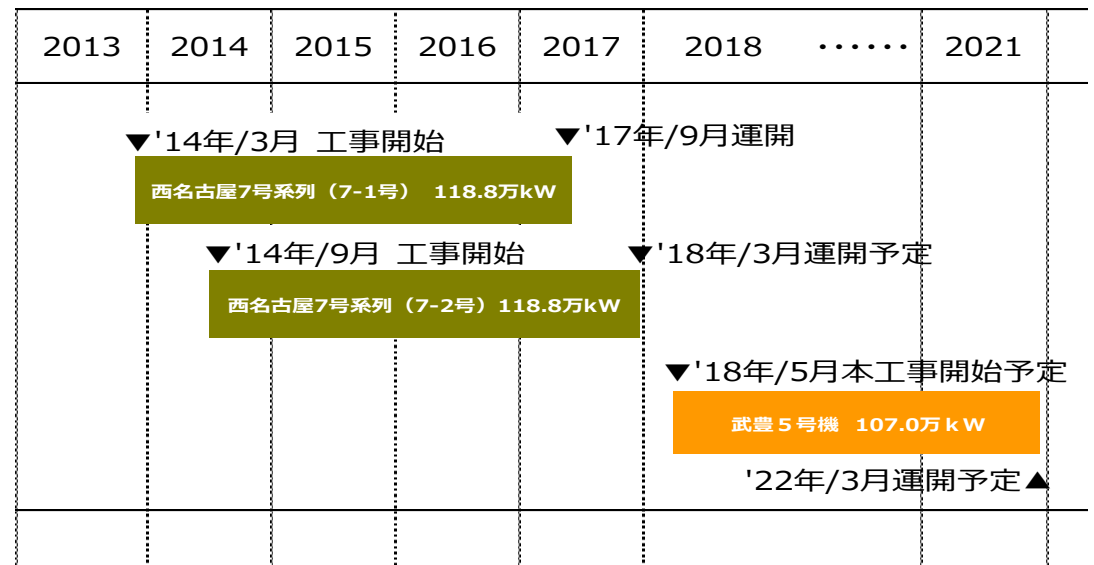 2013 2014 2015 2016 2017 2018 ・・・・・・ 2021
▼'14年/3月 工事開始 ▼'17年/9月運開
西名古屋7号系列（7-1号） 118.8万kW
▼'14年/9月 工事開始 ▼'18年/3月運開予定
西名古屋7号系列（7-2号）118.8万kW
▼'18年/5月本工事開始予定
武豊５号機 107.0万ｋＷ
'22年/3月運開予定▲